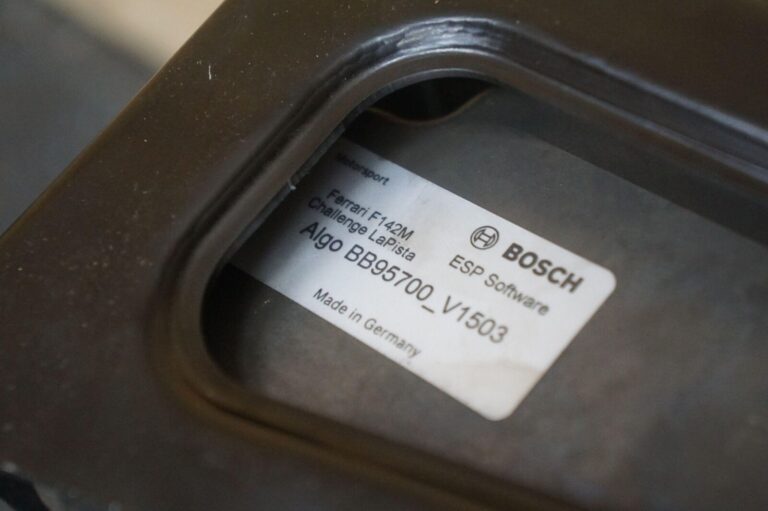 Motorsport
Ferrari F142M
Challenge LaPista
BOSCH
ESP Software
Algo BB95700_V1503
Made in Germany